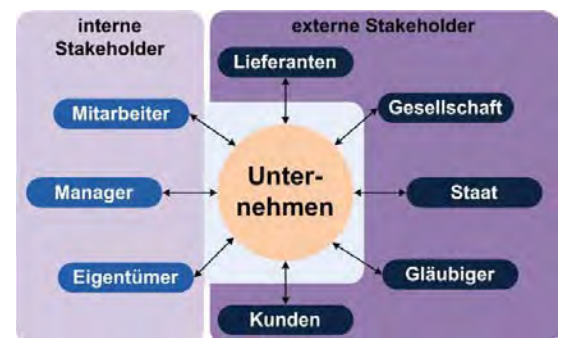 interne
Stakeholder
externe Stakeholder
Lieferanten
Mitarbeiter
Gesellschaft
Manager
Unter-
nehmen
Staat
Eigentümer
Gläubiger
Kunden